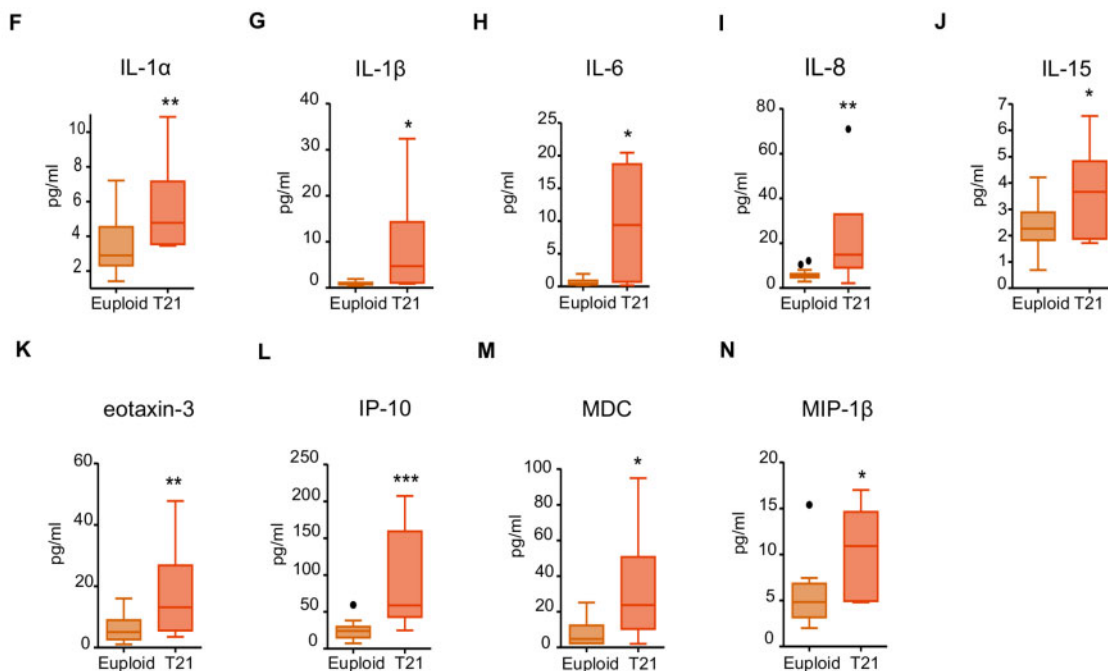 F
IL-1α
**
pg/ml
10
8
6
4
2
Euploid T21
G
IL-1β
*
pg/ml
40
30
20
10
0
Euploid T21
H
IL-6
*
pg/ml
25
20
15
10
5
0
Euploid T21
I
IL-8
**
pg/ml
80
60
40
20
0
Euploid T21
J
IL-15
*
pg/ml
7
6
5
4
3
2
1
0
Euploid T21
K
eotaxin-3
**
pg/ml
60
40
20
0
Euploid T21
L
IP-10
***
pg/ml
250
200
150
100
50
0
Euploid T21
M
MDC
*
pg/ml
100
80
60
40
20
0
Euploid T21
N
MIP-1β
*
pg/ml
20
15
10
5
0
Euploid T21